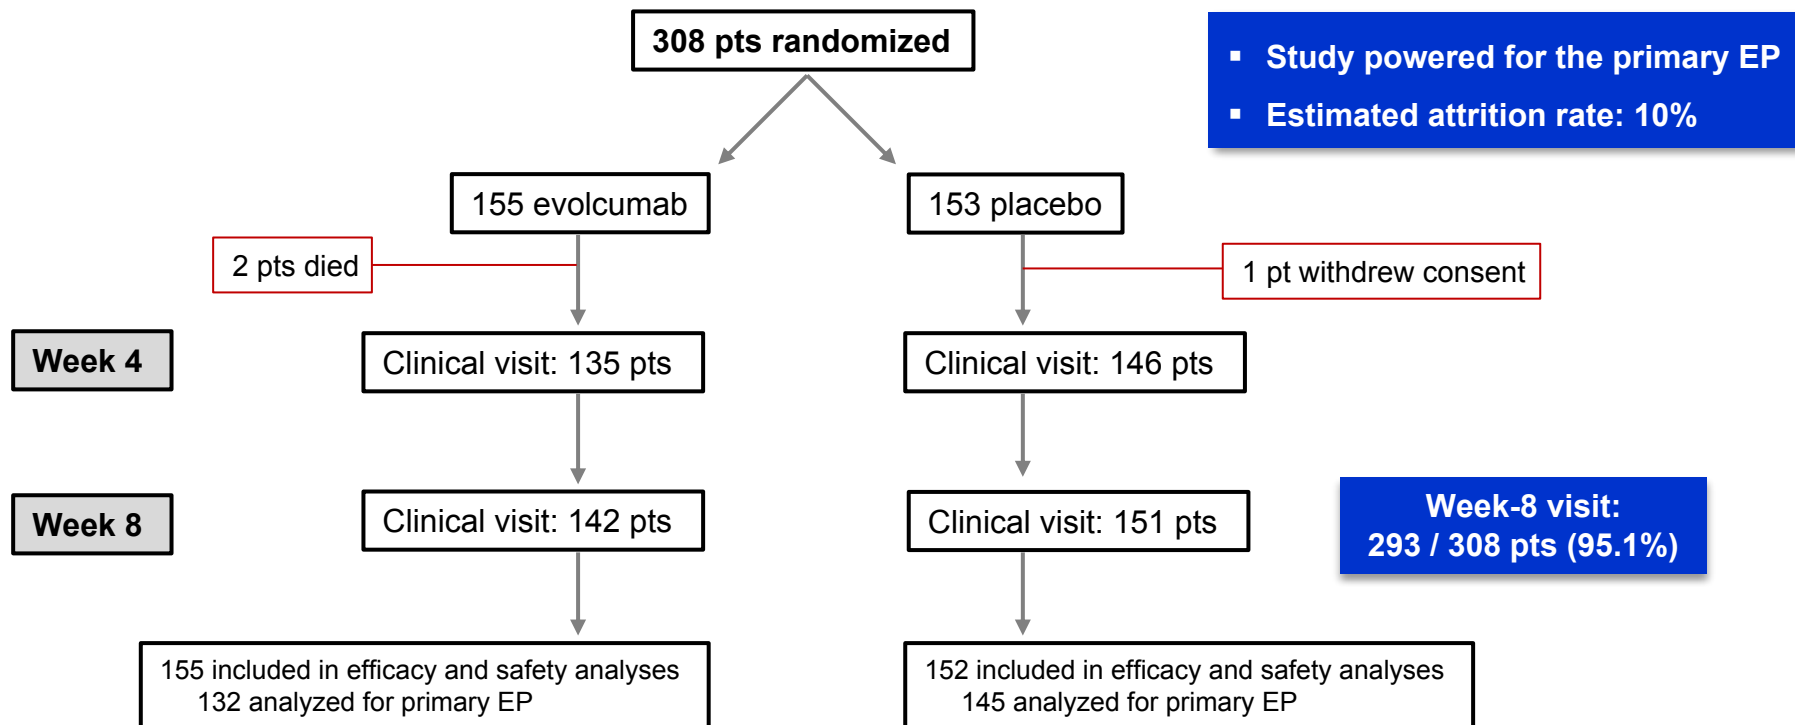 308 pts randomized
▪ Study powered for the primary EP
▪ Estimated attrition rate: 10%
155 evolcumab
153 placebo
2 pts died
1 pt withdrew consent
Week 4
Clinical visit: 135 pts
Clinical visit: 146 pts
Week 8
Clinical visit: 142 pts
Clinical visit: 151 pts
Week-8 visit:
293 / 308 pts (95.1%)
155 included in efficacy and safety analyses
132 analyzed for primary EP
152 included in efficacy and safety analyses
145 analyzed for primary EP